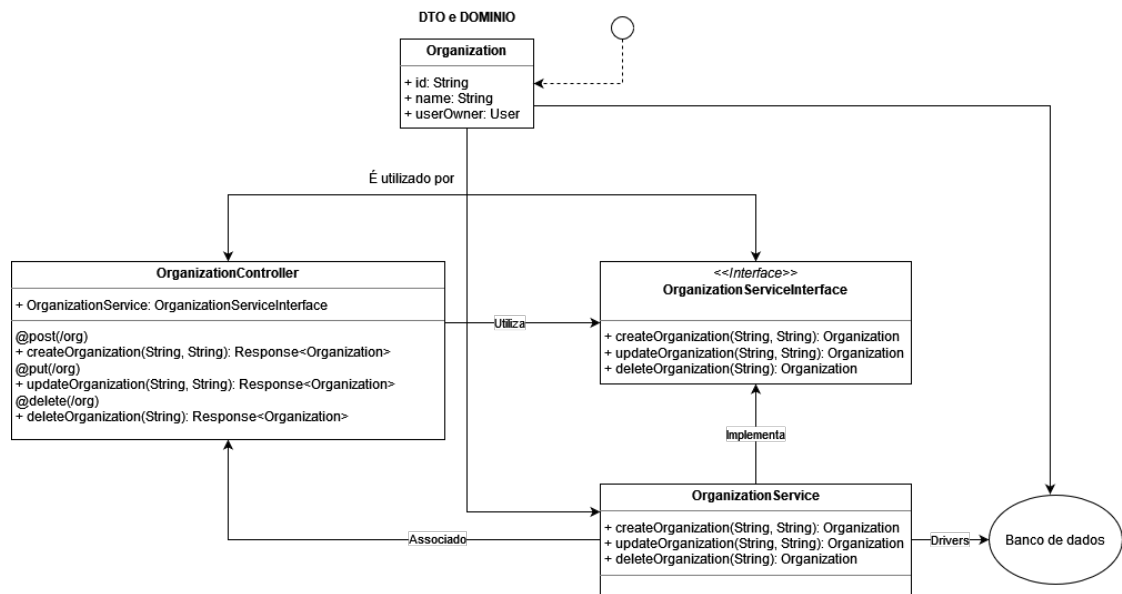 DTO e DOMINIO
Organization
+ id: String
+ name: String
+ userOwner: User
É utilizado por
OrganizationController
+ OrganizationService: OrganizationServiceInterface
@post(/org)
+ createOrganization(String, String): Response<Organization>
@put(/org)
+ updateOrganization(String, String): Response<Organization>
@delete(/org)
+ deleteOrganization(String): Response<Organization>
Utiliza
<<Interface>>
OrganizationServiceInterface
+ createOrganization(String, String): Organization
+ updateOrganization(String, String): Organization
+ deleteOrganization(String): Organization
Implementa
OrganizationService
+ createOrganization(String, String): Organization
+ updateOrganization(String, String): Organization
+ deleteOrganization(String): Organization
Associado
Drivers
Banco de dados